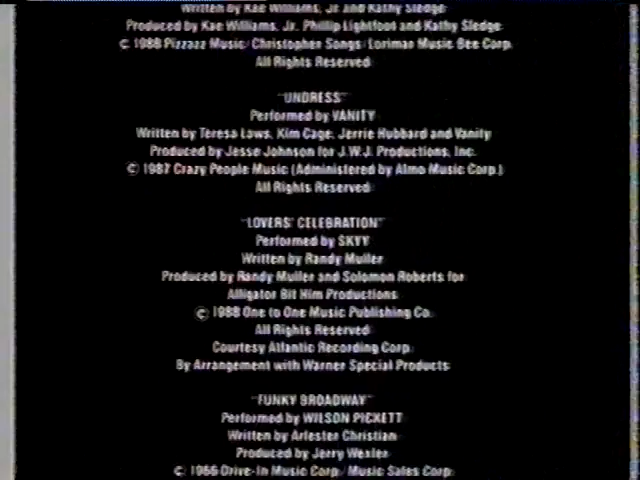 Written by Kae Williams, Jr. and Kathy Sledge
Produced by Kae Williams, Jr. Phillip Lightfoot and Kathy Sledge
© 1988 Pizzazz Music/Christopher Songs/Lorimar Music Bee Corp.
All Rights Reserved
"UNDRESS"
Performed by VANITY
Written by Teresa Laws, Kim Cage, Jerrie Hubbard and Vanity
Produced by Jesse Johnson for J.W.J. Productions, Inc.
© 1987 Crazy People Music (Administered by Almo Music Corp.)
All Rights Reserved
"LOVERS' CELEBRATION"
Performed by SKYY
Written by Randy Muller
Produced by Randy Muller and Solomon Roberts for
Alligator Bit Him Productions
© 1988 One to One Music Publishing Co.
All Rights Reserved
Courtesy Atlantic Recording Corp.
By Arrangement with Warner Special Products
"FUNKY BROADWAY"
Performed by WILSON PICKETT
Written by Arlester Christian
Produced by Jerry Wexler
© 1966 Drive-In Music Corp./Music Sales Corp.